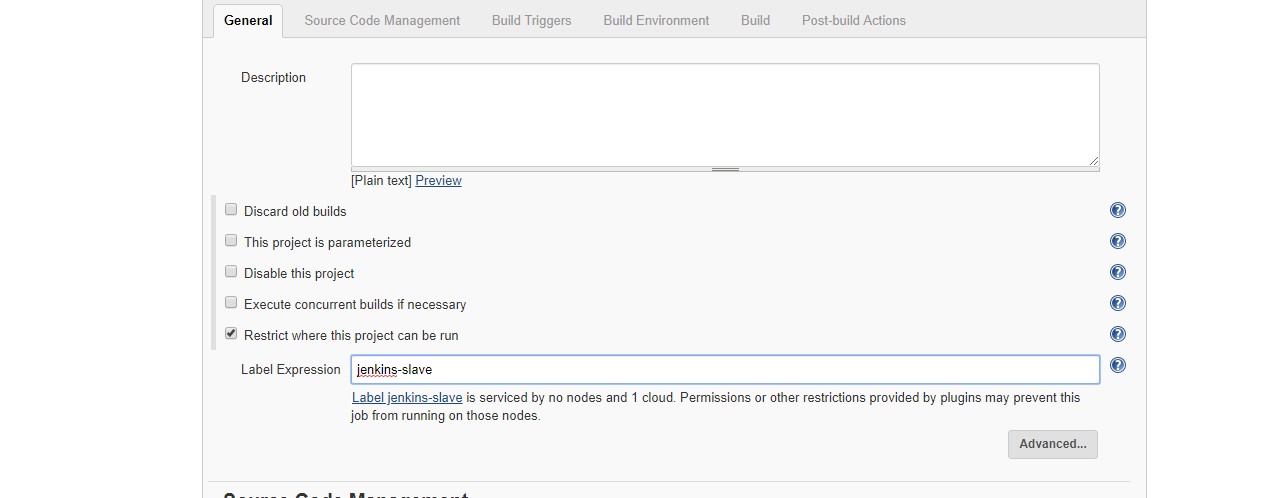 General Source Code Management Build Triggers Build Environment Build Post-build Actions
Description
[Plain text] Preview
Discard old builds
This project is parameterized
Disable this project
Execute concurrent builds if necessary
Restrict where this project can be run
Label Expression jenkins-slave
Label jenkins-slave is serviced by no nodes and 1 cloud. Permissions or other restrictions provided by plugins may prevent this
job from running on those nodes.
Advanced...
Source Code Management